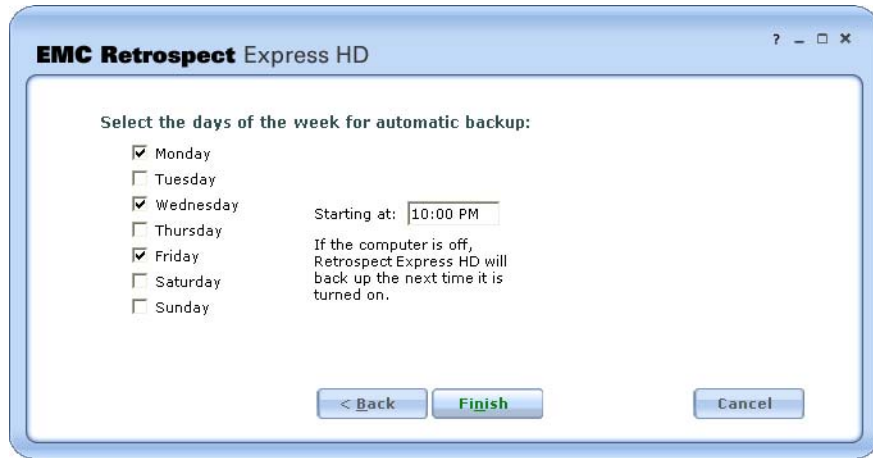 ? _ □ ×
EMC Retrospect Express HD
Select the days of the week for automatic backup:
Monday
Tuesday
Wednesday
Thursday
Friday
Saturday
Sunday
Starting at: 10:00 PM
If the computer is off,
Retrospect Express HD will
back up the next time it is
turned on.
< Back
Finish
Cancel